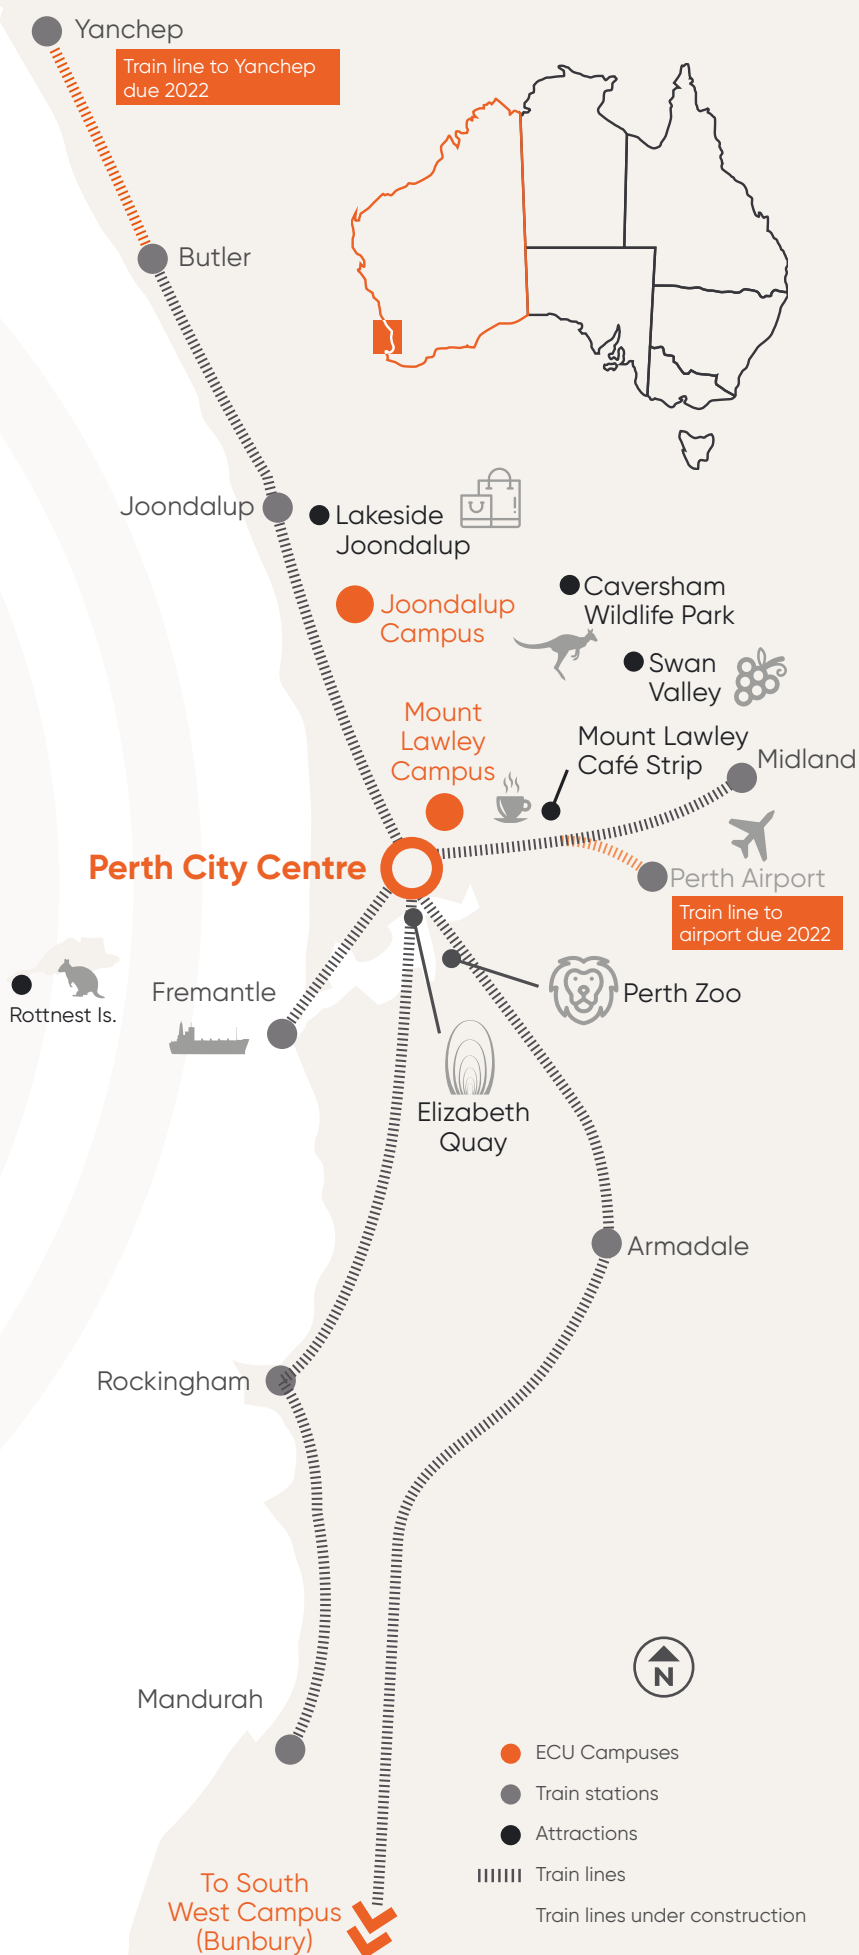 Yanchep
Train line to Yanchep
due 2022
Butler
Joondalup
Lakeside
Joondalup
Joondalup
Campus
Caversham
Wildlife Park
Swan
Valley
Mount
Lawley
Campus
Mount Lawley
Café Strip
Midland
Perth City Centre
Perth Airport
Train line to
airport due 2022
Rottnest Is.
Fremantle
Perth Zoo
Elizabeth
Quay
Armadale
Rockingham
Mandurah
N
ECU Campuses
Train stations
Attractions
Train lines
Train lines under construction
To South
West Campus
(Bunbury)